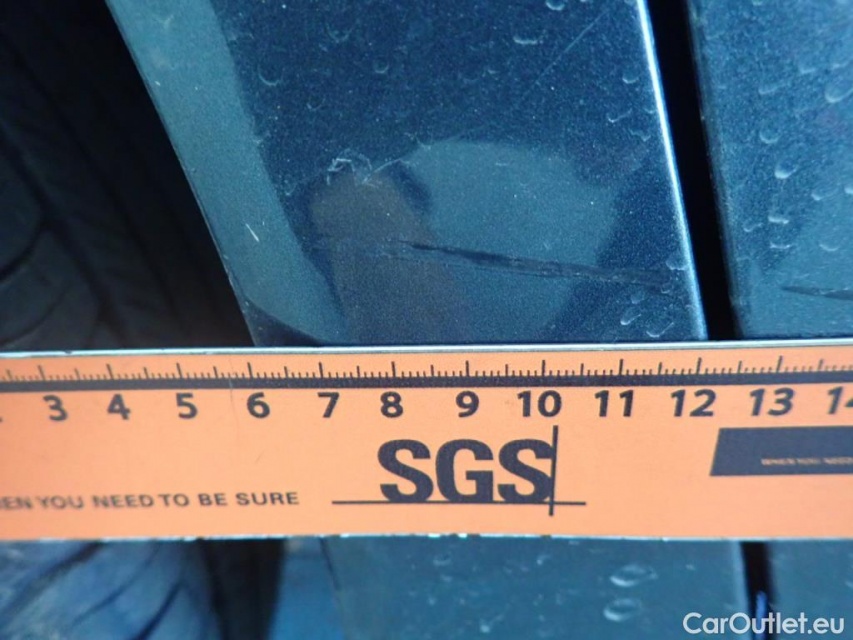 3 4 5 6 7 8 9 10 11 12 13
SGS
EN YOU NEED TO BE SURE
CarOutlet.eu